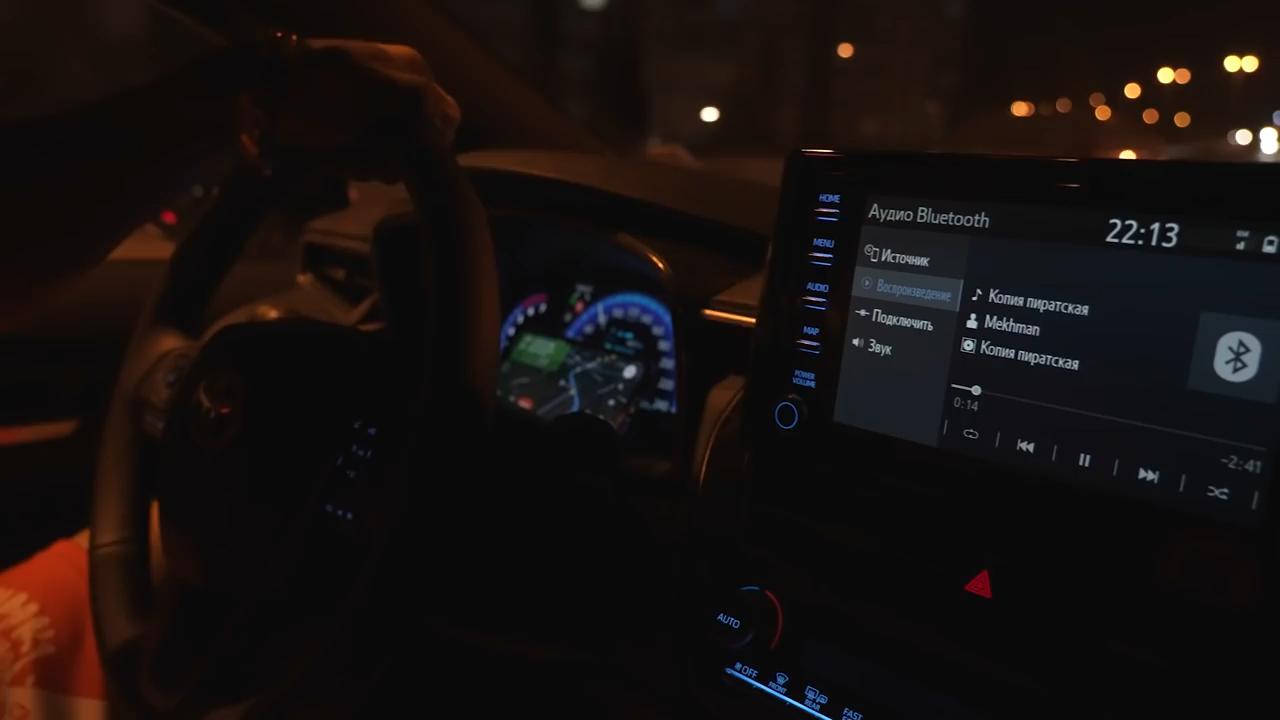 HOME
MENU
AUDIO
MAP
POWER
VOLUME
Аудио Bluetooth
22:13
Источник
Воспроизведение
Подключить
Звук
Копия пиратская
Mekhman
Копия пиратская
0:14
-2:41
AUTO
OFF
FRONT
REAR
FAST